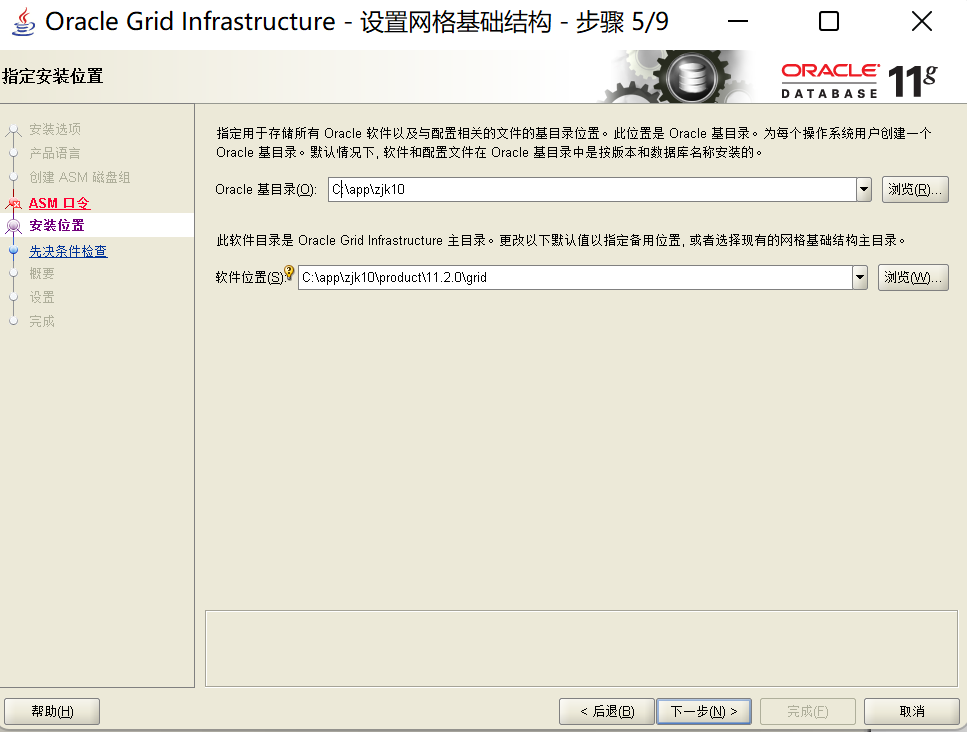 Oracle Grid Infrastructure - 设置网格基础结构 - 步骤 5/9
指定安装位置
ORACLE
DATABASE
11g
安装选项
产品语言
创建 ASM 磁盘组
ASM 口令
安装位置
先决条件检查
概要
设置
完成
指定用于存储所有 Oracle 软件以及与配置相关的文件的基目录位置。此位置是 Oracle 基目录。为每个操作系统用户创建一个
Oracle 基目录。默认情况下, 软件和配置文件在 Oracle 基目录中是按版本和数据库名称安装的。
Oracle 基目录(O): C:\app\zjk10 浏览(R)...
此软件目录是 Oracle Grid Infrastructure 主目录。更改以下默认值以指定备用位置, 或者选择现有的网格基础结构主目录。
软件位置(S): C:\app\zjk10\product\11.2.0\grid 浏览(W)...
帮助(H) < 后退(B) 下一步(N) > 完成(F) 取消